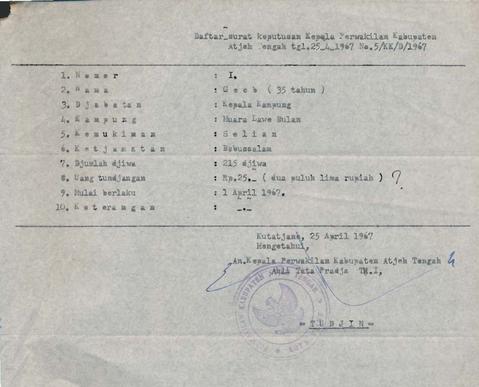 Daftar surat keputusan Kepala Perwakilan Kabupaten
Atjeh Tengah tgl.25_4_1967 No.5/KK/D/1967
1. N o m e r : I.
2. N a m a : G e c b ( 35 tahun )
3. D j a b a t a n : Kepala Kampung
4. K a m p u n g : Muara Lawe Bulan
5. K e m u k i m a n : S e l i a n
6. K e t j a m a t a n : Babussalam
7. Djumlah djiwa : 215 djiwa
8. Uang tundjangan : Rp.25._ ( dua puluh lima rupiah ) ?
9. Mulai berlaku : 1 April 1967.
10. K e t e r a n g a n : _._
Kutatjane, 25 April 1967
Mengetahui,
An.Kepala Perwakilan Kabupaten Atjeh Tengah
Ahli Tata Pradja TK.I,
KABUPATEN ATJEH TENGAH
= T U D J I N =